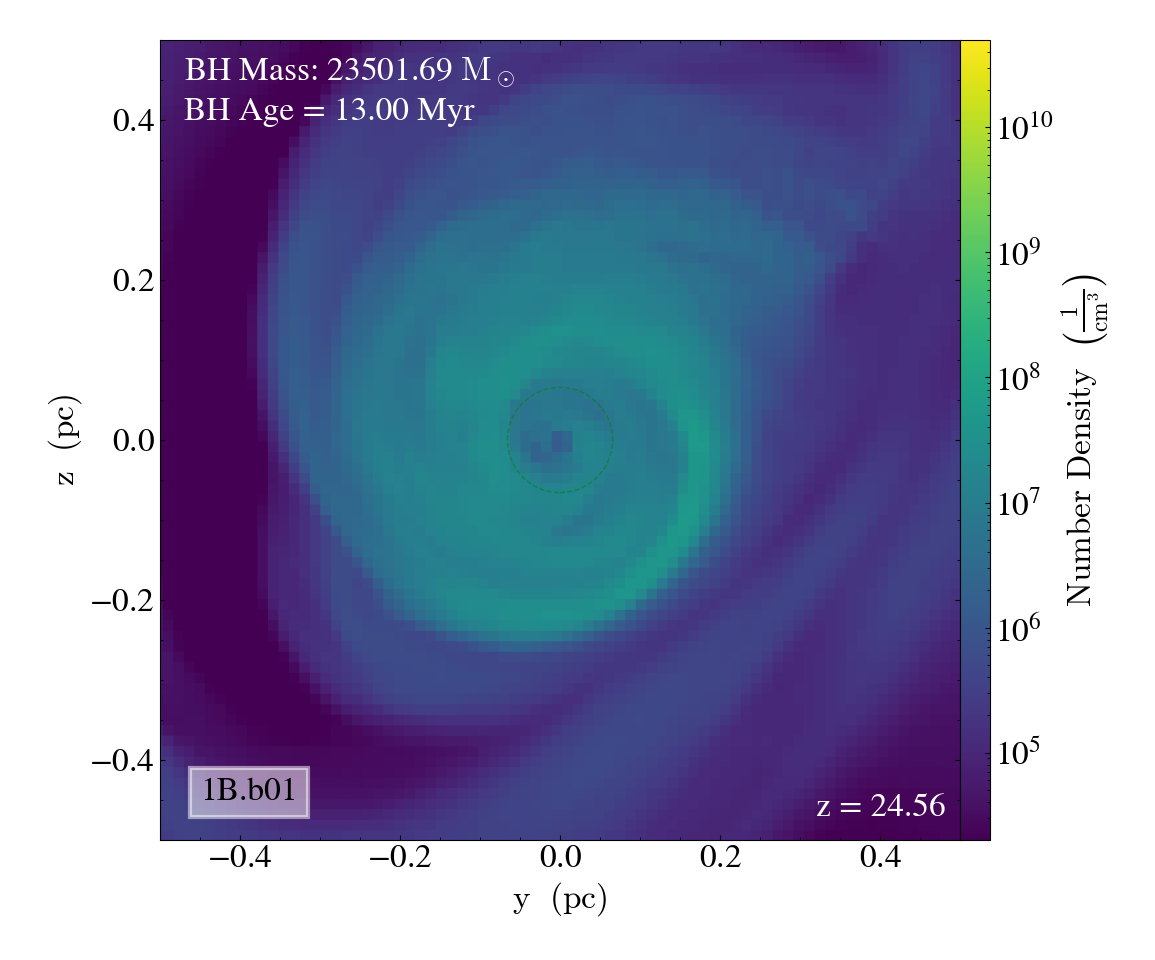 BH Mass: 23501.69 M⊙
BH Age = 13.00 Myr
0.4
0.2
0.0
−0.2
−0.4
z (pc)
1B.b01
z = 24.56
−0.4 −0.2 0.0 0.2 0.4
y (pc)
10¹⁰
10⁹
10⁸
10⁷
10⁶
10⁵
Number Density (1/cm³)